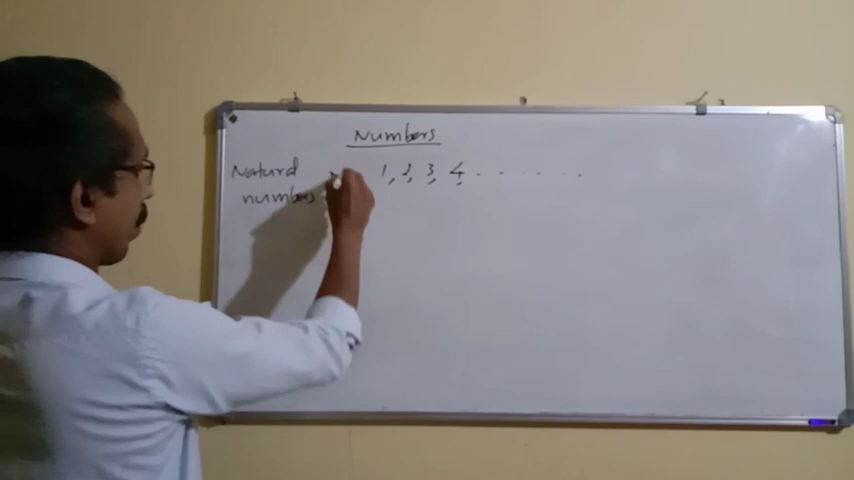 Numbers
Natural 1, 2, 3, 4, . . . . . .
numbers